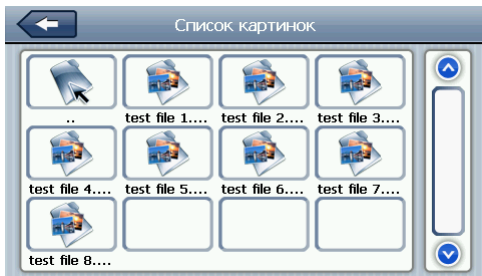 Список картинок
..
test file 1....
test file 2....
test file 3....
test file 4....
test file 5....
test file 6....
test file 7....
test file 8....